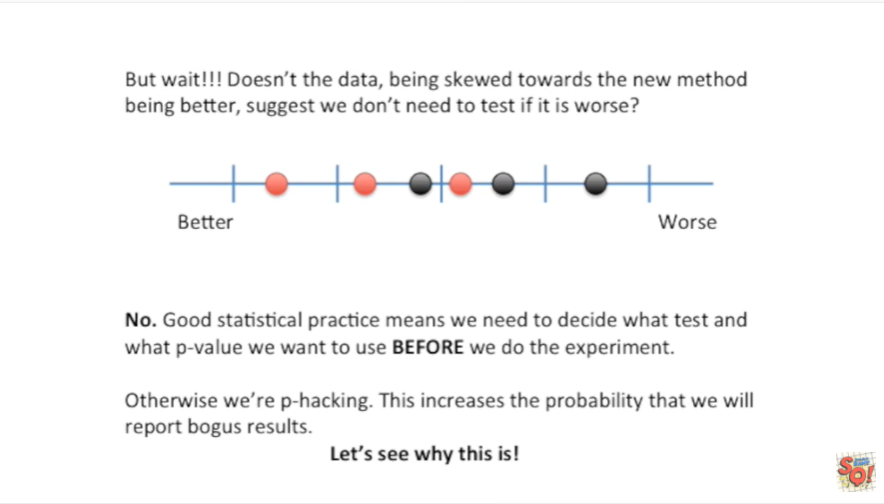 But wait!!! Doesn't the data, being skewed towards the new method
being better, suggest we don't need to test if it is worse?
Better
Worse
No. Good statistical practice means we need to decide what test and
what p-value we want to use BEFORE we do the experiment.
Otherwise we're p-hacking. This increases the probability that we will
report bogus results.
Let's see why this is!
SQ!